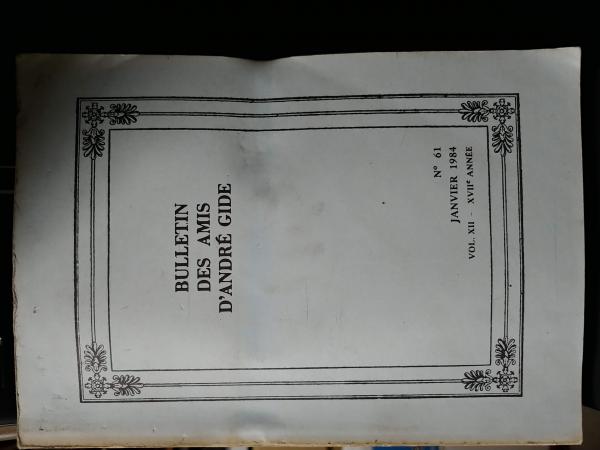 BULLETIN
DES AMIS
D'ANDRÉ GIDE
N° 61
JANVIER 1984
VOL. XII - XVIIe ANNÉE